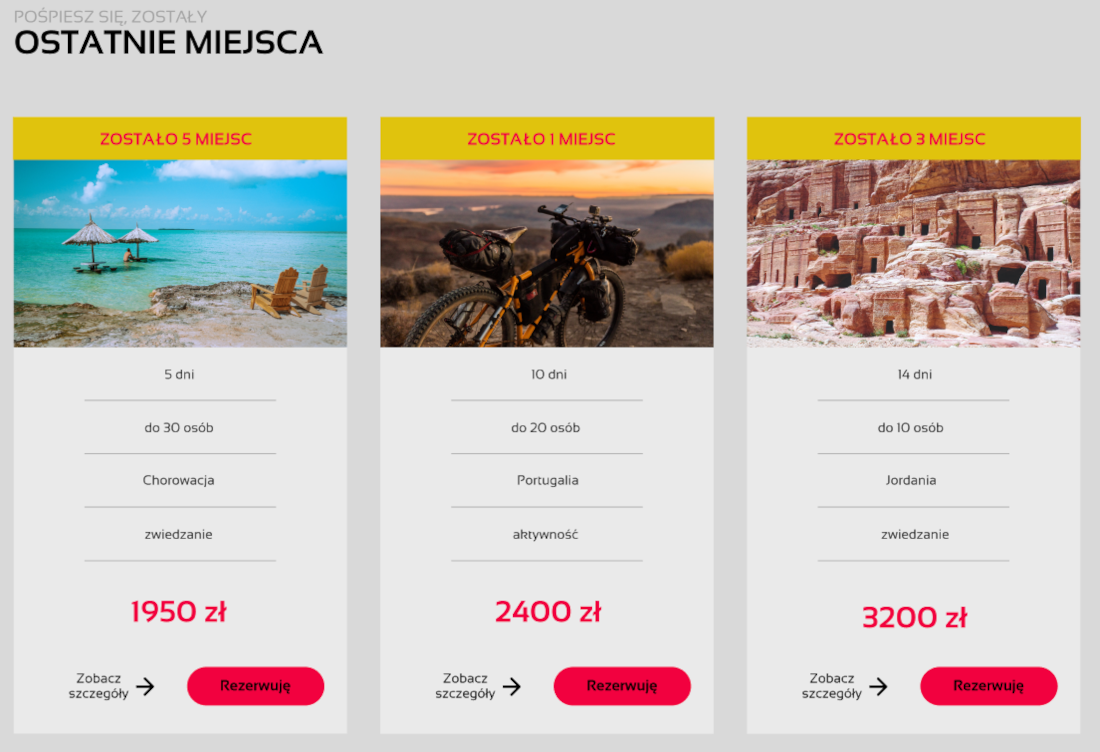 POŚPIESZ SIĘ, ZOSTAŁY
OSTATNIE MIEJSCA
ZOSTAŁO 5 MIEJSC
5 dni
do 30 osób
Chorowacja
zwiedzanie
1950 zł
Zobacz
szczegóły
Rezerwuję
ZOSTAŁO 1 MIEJSC
10 dni
do 20 osób
Portugalia
aktywność
2400 zł
Zobacz
szczegóły
Rezerwuję
ZOSTAŁO 3 MIEJSC
14 dni
do 10 osób
Jordania
zwiedzanie
3200 zł
Zobacz
szczegóły
Rezerwuję